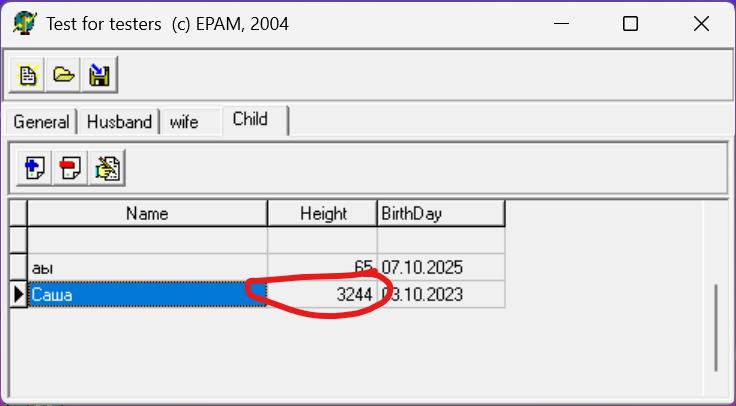 Test for testers (c) EPAM, 2004
General Husband wife Child
Name Height BirthDay
аы 65 07.10.2025
Саша 3244 03.10.2023